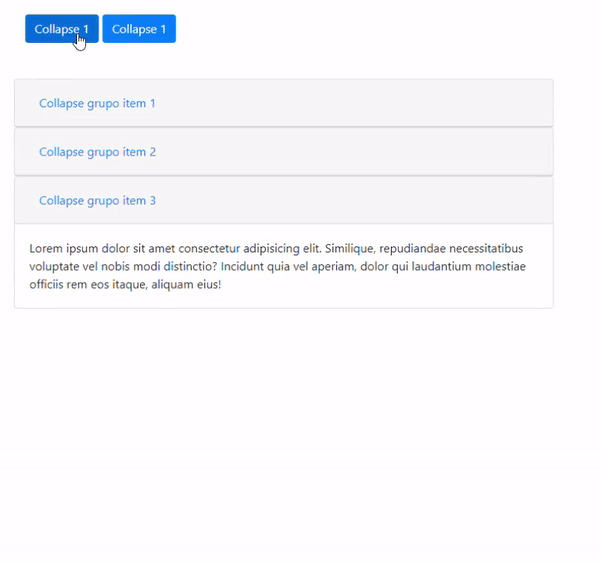 Collapse 1 Collapse 1
Collapse grupo item 1
Collapse grupo item 2
Collapse grupo item 3
Lorem ipsum dolor sit amet consectetur adipisicing elit. Similique, repudiandae necessitatibus
voluptate vel nobis modi distinctio? Incidunt quia vel aperiam, dolor qui laudantium molestiae
officiis rem eos itaque, aliquam eius!